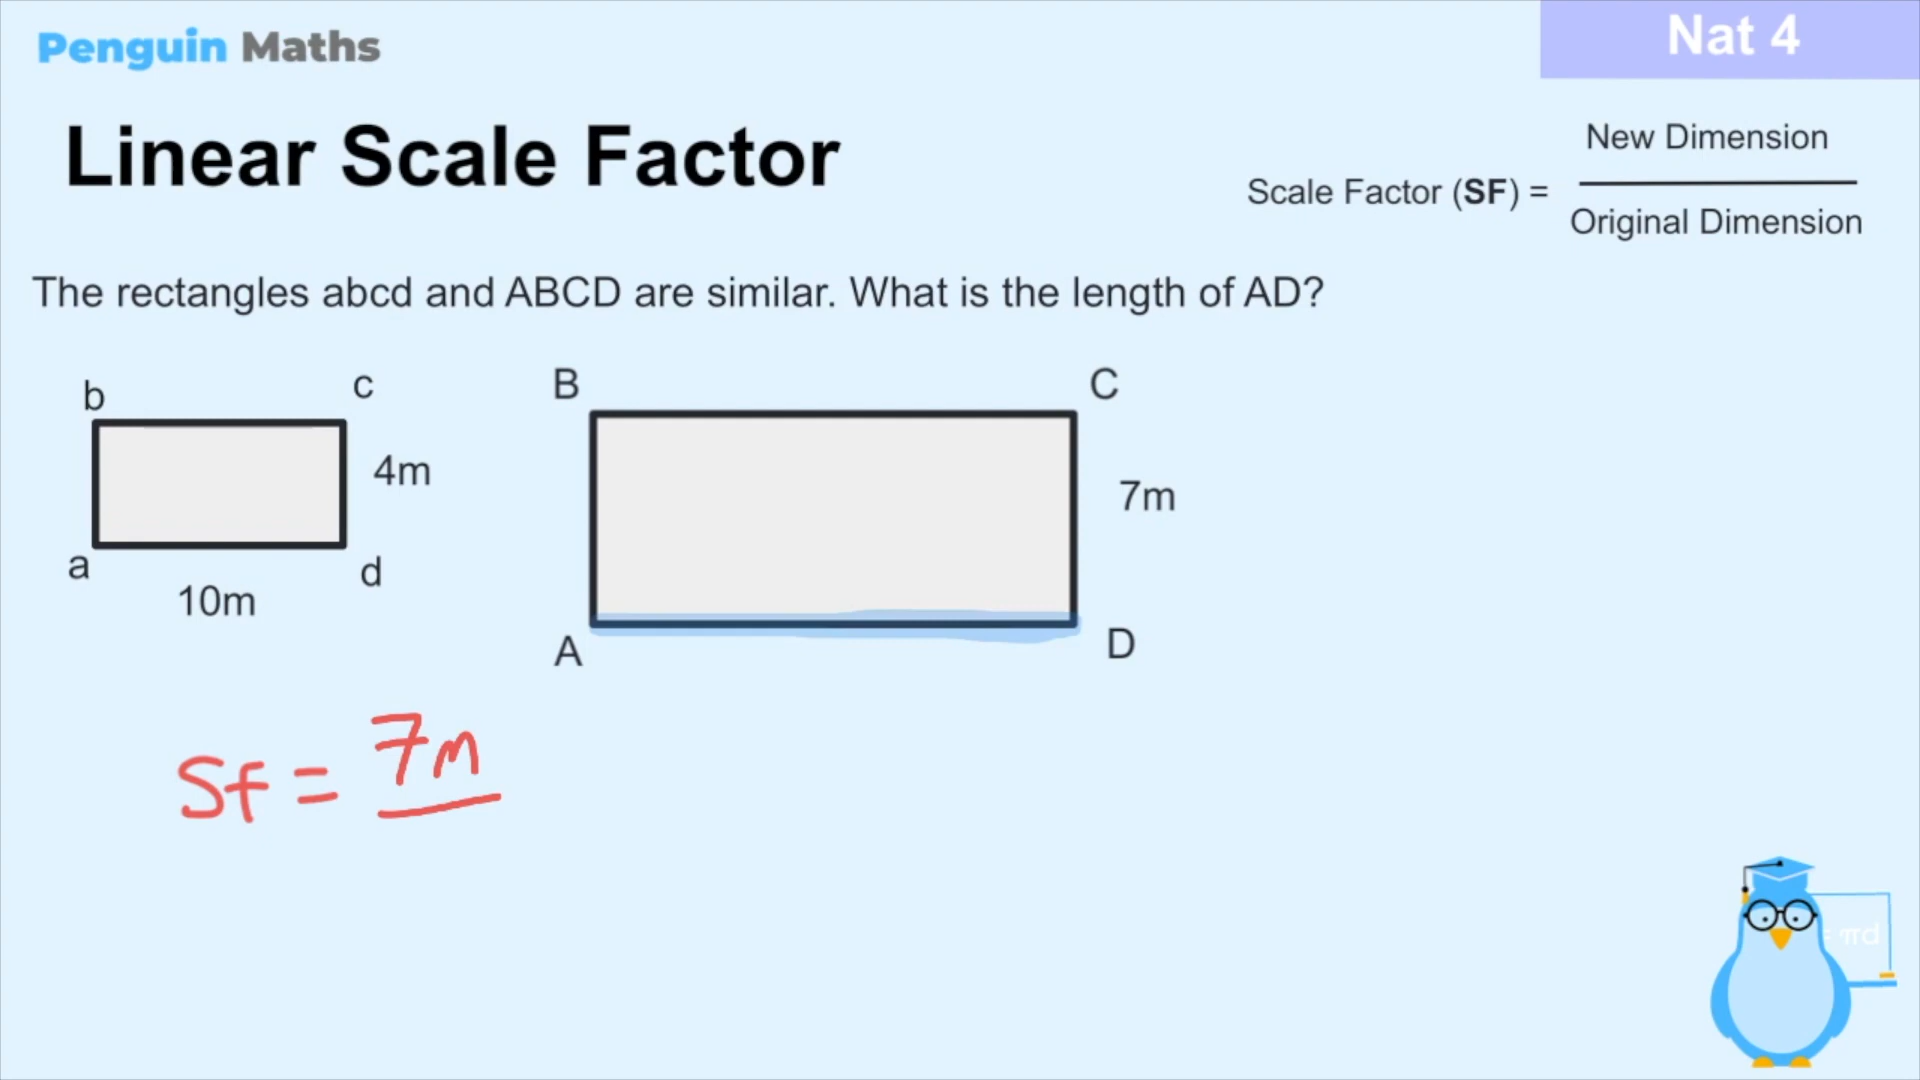 Penguin Maths
Nat 4
Linear Scale Factor
New Dimension
Scale Factor (SF) =
Original Dimension
The rectangles abcd and ABCD are similar. What is the length of AD?
b
c
4m
a
d
10m
B
C
7m
A
D
Sf = 7m
= πrd